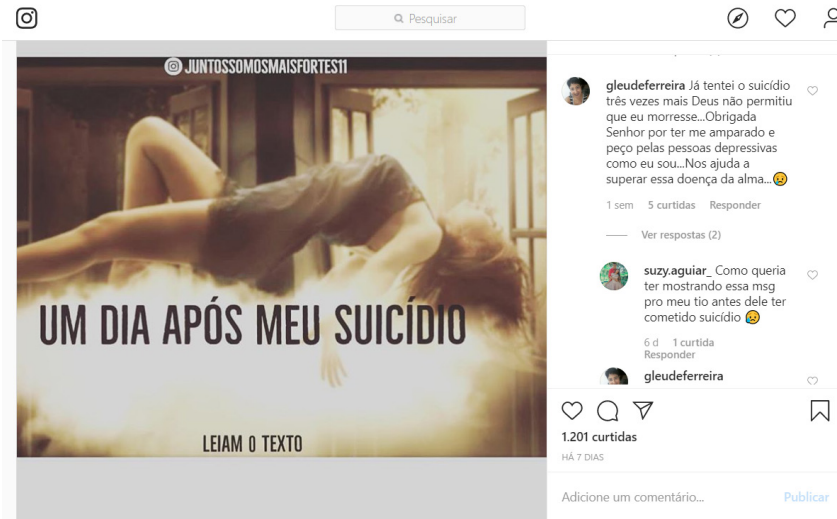 Pesquisar
JUNTOSSOMOSMAISFORTES11
UM DIA APÓS MEU SUICÍDIO
LEIAM O TEXTO
gleudeferreira Já tentei o suicídio
três vezes mais Deus não permitiu
que eu morresse...Obrigada
Senhor por ter me amparado e
peço pelas pessoas depressivas
como eu sou...Nos ajuda a
superar essa doença da alma...😥
1 sem 5 curtidas Responder
Ver respostas (2)
suzy.aguiar_ Como queria
ter mostrando essa msg
pro meu tio antes dele ter
cometido suicídio 😥
6 d 1 curtida
Responder
gleudeferreira
1.201 curtidas
HÁ 7 DIAS
Adicione um comentário... Publicar